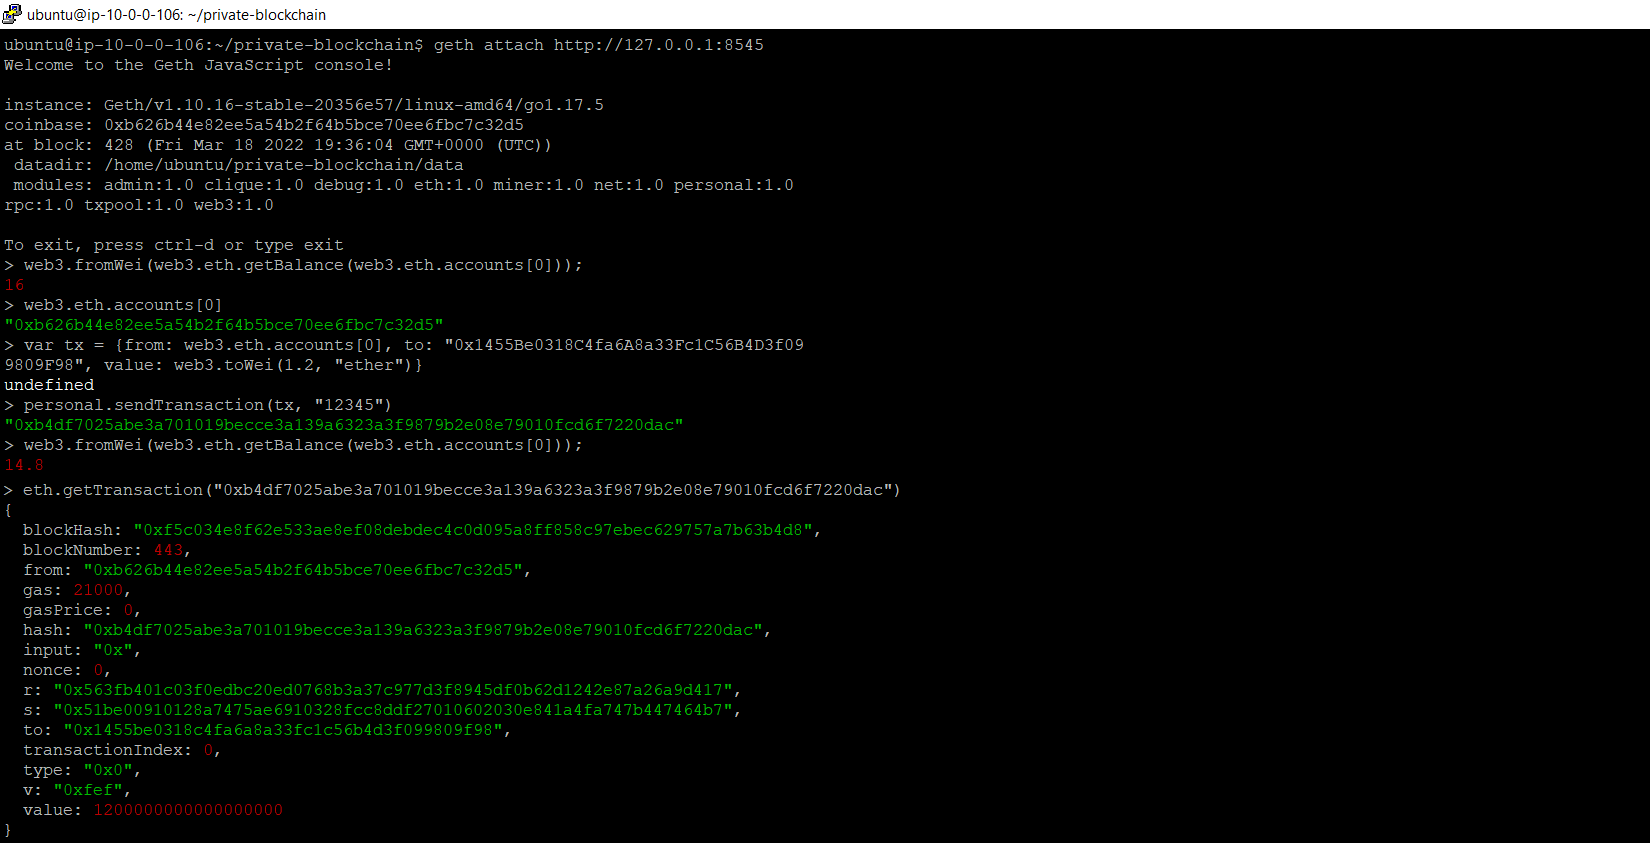 ubuntu@ip-10-0-0-106: ~/private-blockchain
ubuntu@ip-10-0-0-106:~/private-blockchain$ geth attach http://127.0.0.1:8545
Welcome to the Geth JavaScript console!
instance: Geth/v1.10.16-stable-20356e57/linux-amd64/go1.17.5
coinbase: 0xb626b44e82ee5a54b2f64b5bce70ee6fbc7c32d5
at block: 428 (Fri Mar 18 2022 19:36:04 GMT+0000 (UTC))
 datadir: /home/ubuntu/private-blockchain/data
 modules: admin:1.0 clique:1.0 debug:1.0 eth:1.0 miner:1.0 net:1.0 personal:1.0
rpc:1.0 txpool:1.0 web3:1.0
To exit, press ctrl-d or type exit
> web3.fromWei(web3.eth.getBalance(web3.eth.accounts[0]));
16
> web3.eth.accounts[0]
"0xb626b44e82ee5a54b2f64b5bce70ee6fbc7c32d5"
> var tx = {from: web3.eth.accounts[0], to: "0x1455Be0318C4fa6A8a33Fc1C56B4D3f09
9809F98", value: web3.toWei(1.2, "ether")}
undefined
> personal.sendTransaction(tx, "12345")
"0xb4df7025abe3a701019becce3a139a6323a3f9879b2e08e79010fcd6f7220dac"
> web3.fromWei(web3.eth.getBalance(web3.eth.accounts[0]));
14.8
> eth.getTransaction("0xb4df7025abe3a701019becce3a139a6323a3f9879b2e08e79010fcd6f7220dac")
{
  blockHash: "0xf5c034e8f62e533ae8ef08debdec4c0d095a8ff858c97ebec629757a7b63b4d8",
  blockNumber: 443,
  from: "0xb626b44e82ee5a54b2f64b5bce70ee6fbc7c32d5",
  gas: 21000,
  gasPrice: 0,
  hash: "0xb4df7025abe3a701019becce3a139a6323a3f9879b2e08e79010fcd6f7220dac",
  input: "0x",
  nonce: 0,
  r: "0x563fb401c03f0edbc20ed0768b3a37c977d3f8945df0b62d1242e87a26a9d417",
  s: "0x51be00910128a7475ae6910328fcc8ddf27010602030e841a4fa747b447464b7",
  to: "0x1455be0318c4fa6a8a33fc1c56b4d3f099809f98",
  transactionIndex: 0,
  type: "0x0",
  v: "0xfef",
  value: 1200000000000000000
}